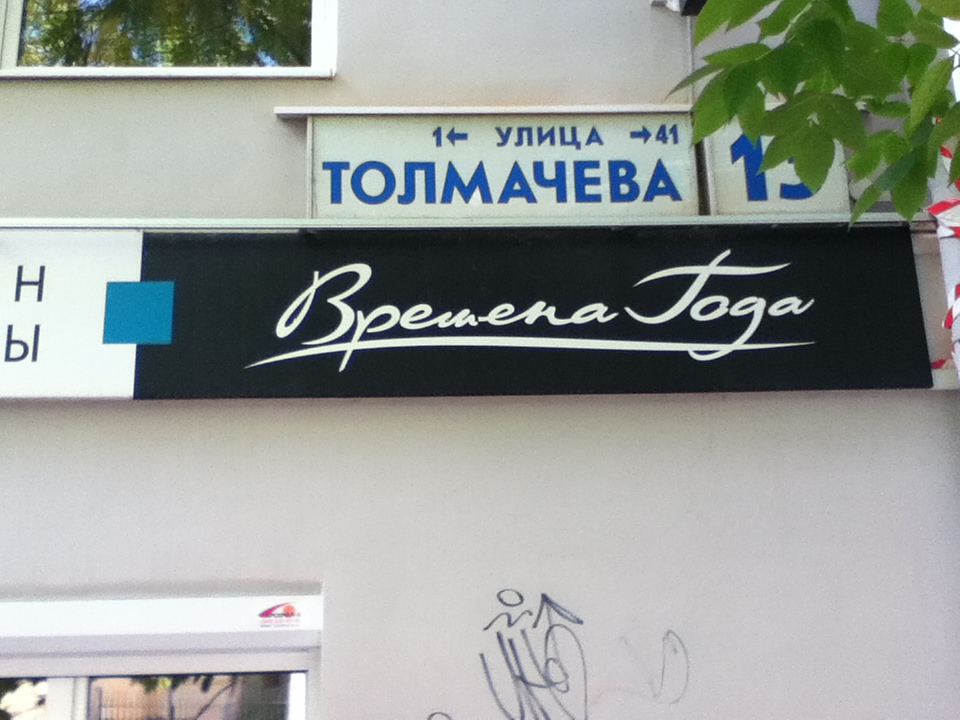 1← УЛИЦА →41
ТОЛМАЧЕВА
Н
Ы
Времена Года